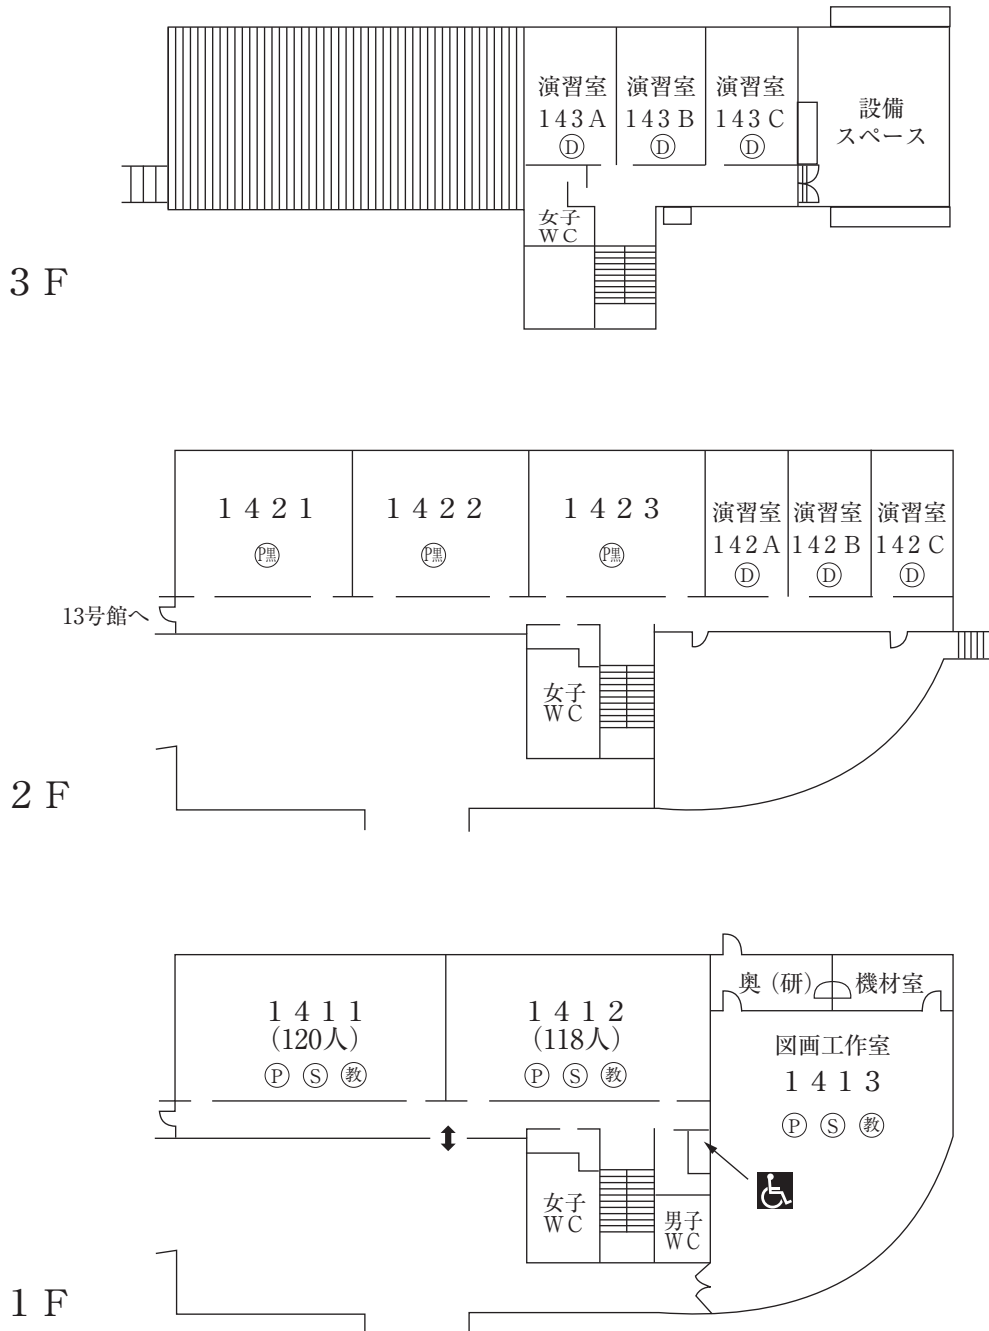 演習室 演習室 演習室
143A 143B 143C
Ⓓ Ⓓ Ⓓ
設備
スペース
女子
WC
3F
1421 1422 1423
P黒 P黒 P黒
演習室 演習室 演習室
142A 142B 142C
Ⓓ Ⓓ Ⓓ
13号館へ
女子
WC
2F
奥（研） 機材室
1411
（120人）
Ⓟ Ⓢ 教
1412
（118人）
Ⓟ Ⓢ 教
図画工作室
1413
Ⓟ Ⓢ 教
女子
WC
男子
WC
1F